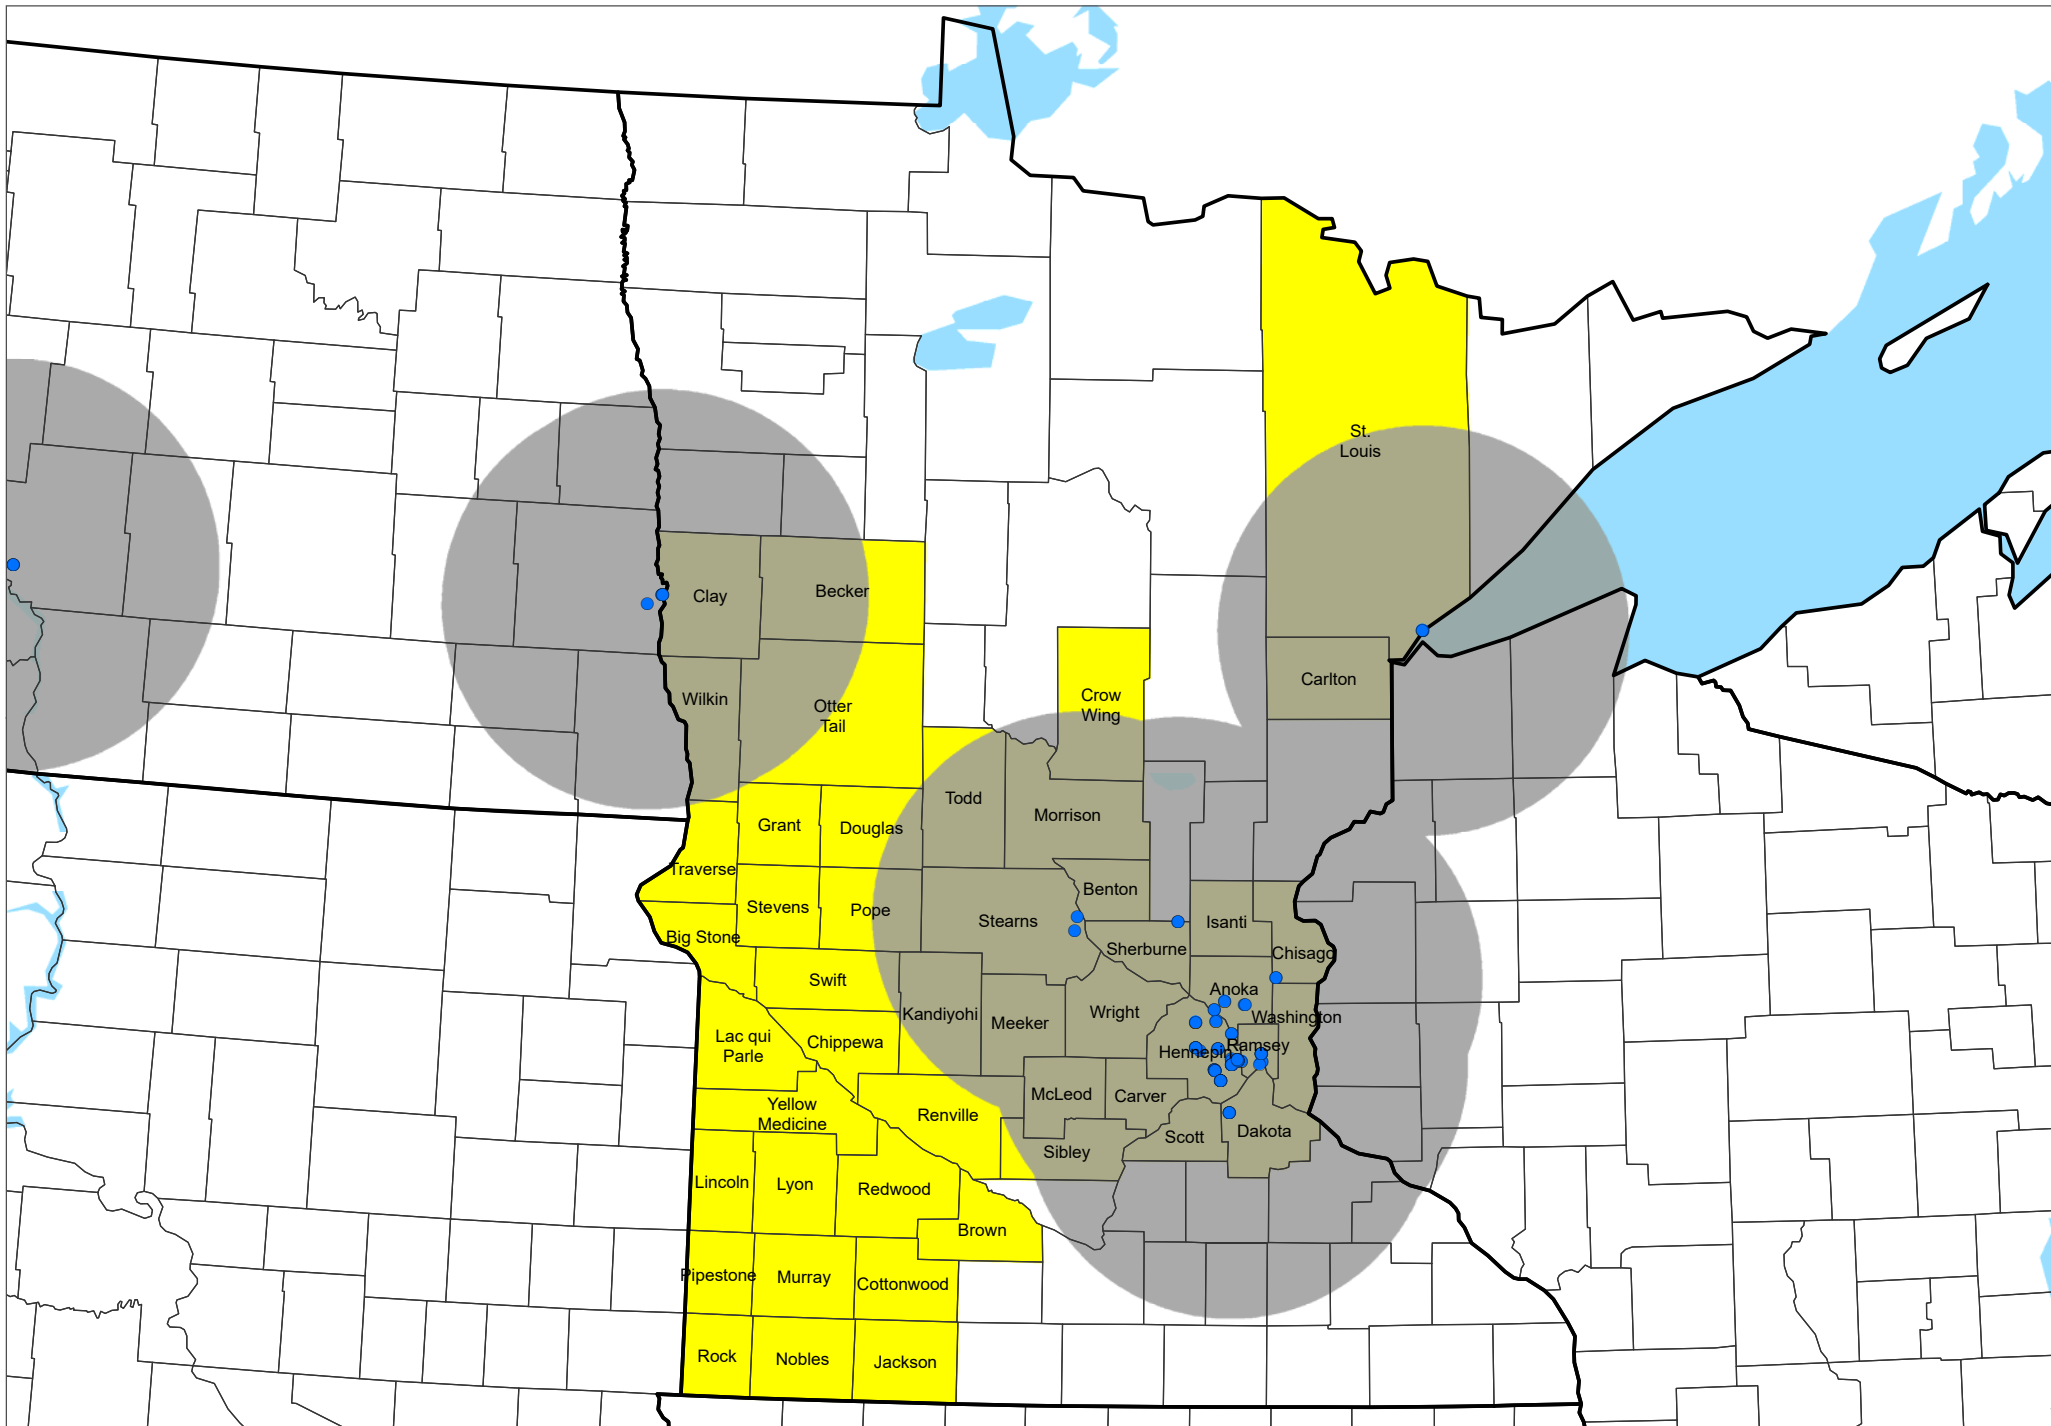 St.
Louis
Clay
Becker
Carlton
Wilkin
Crow
Wing
Otter
Tail
Todd
Morrison
Grant
Douglas
Traverse
Benton
Stevens
Pope
Stearns
Isanti
Big Stone
Sherburne
Chisago
Swift
Anoka
Kandiyohi
Meeker
Wright
Washington
Lac qui
Parle
Chippewa
Hennepin
Ramsey
McLeod
Carver
Yellow
Medicine
Renville
Scott
Dakota
Sibley
Lincoln
Lyon
Redwood
Brown
Pipestone
Murray
Cottonwood
Rock
Nobles
Jackson